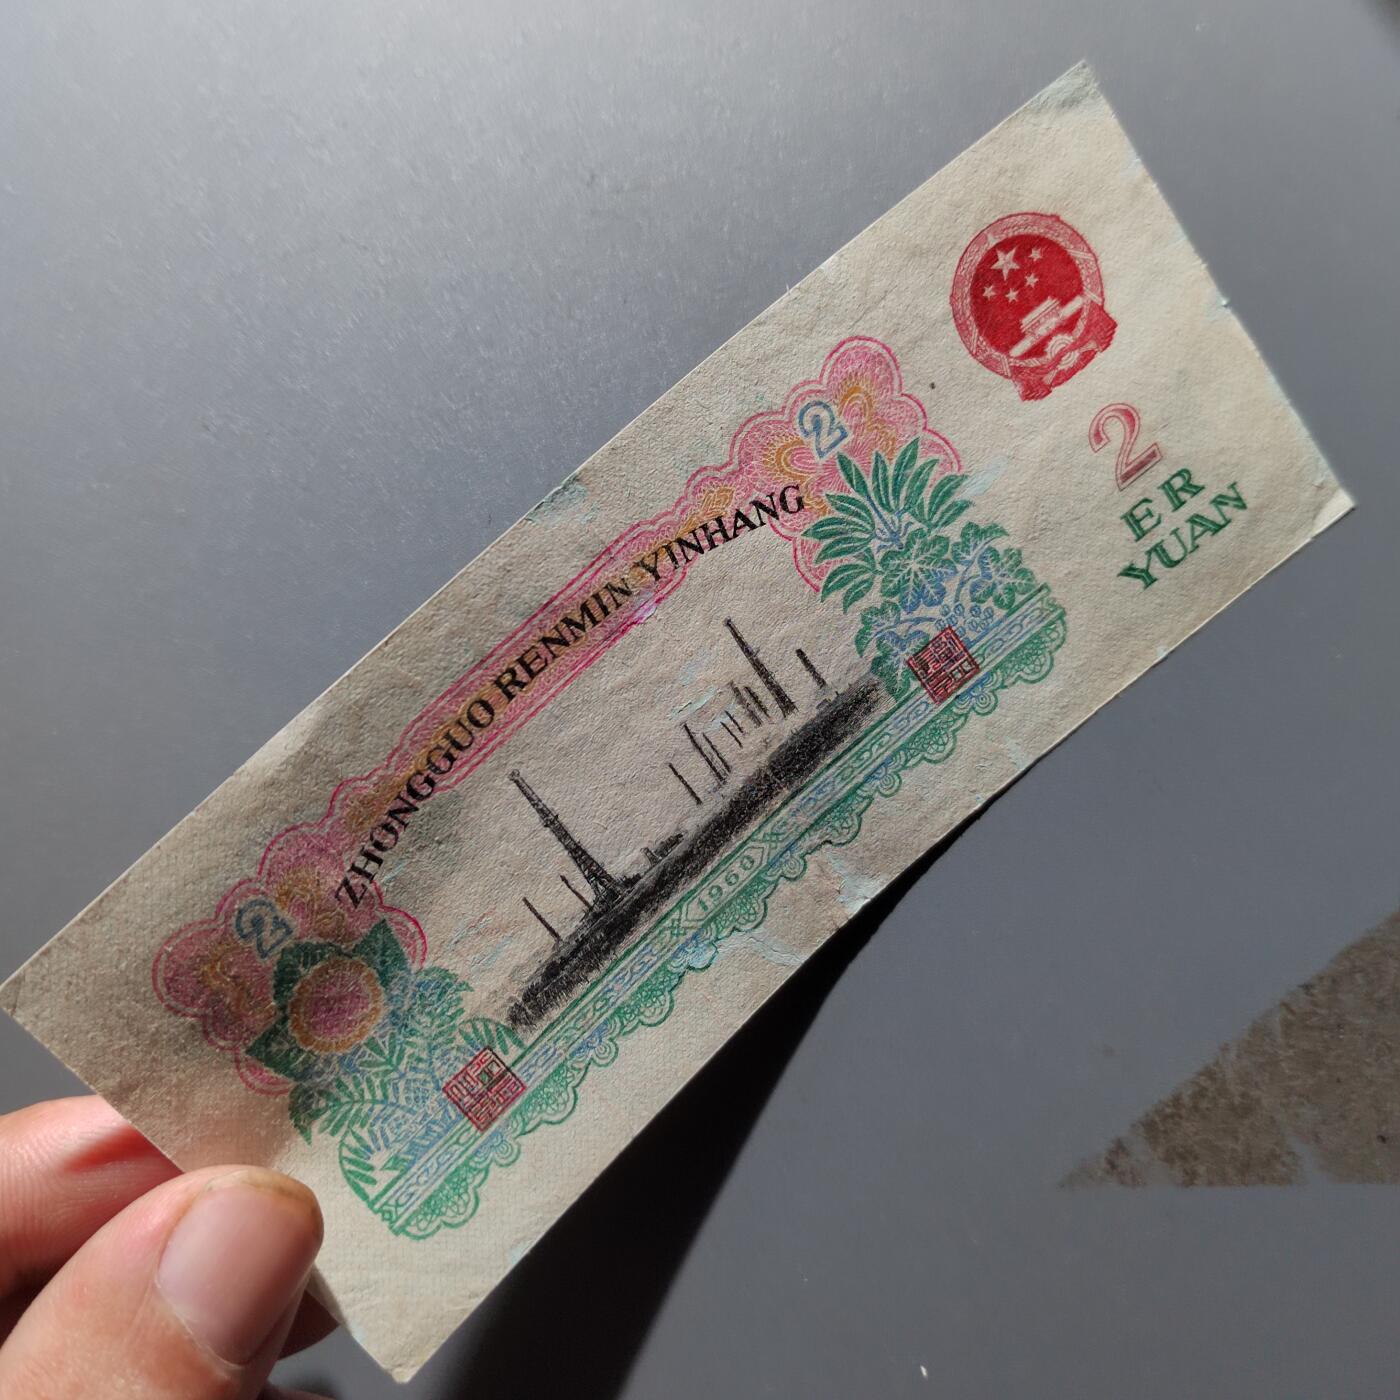 2
2
ZHONGGUO RENMIN YINHANG
2
ER
YUAN
1960